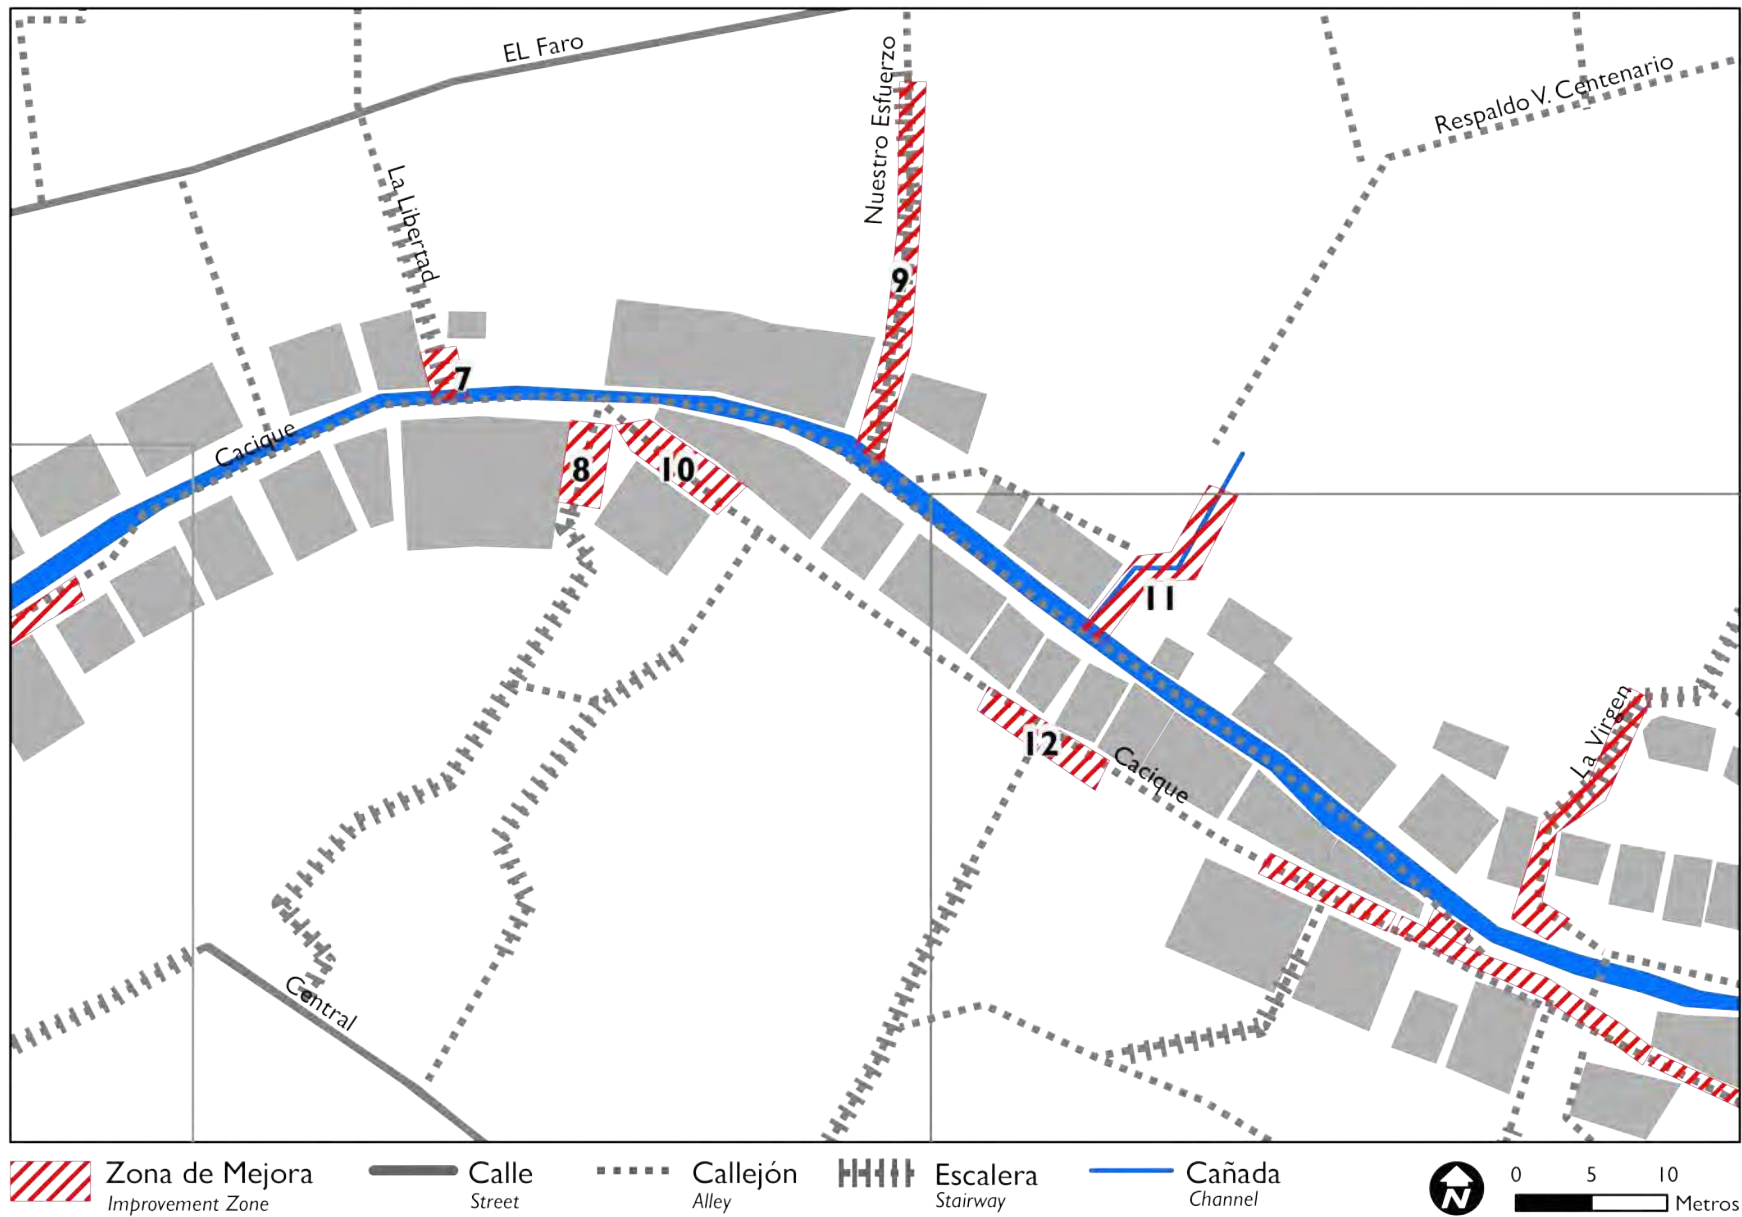 EL Faro
Respaldo V. Centenario
Nuestro Esfuerzo
La Libertad
9
7
Cacique
8
10
11
La Virgen
12
Cacique
Central
Zona de Mejora
Improvement Zone
Calle
Street
Callejón
Alley
Escalera
Stairway
Cañada
Channel
N
0 5 10
Metros